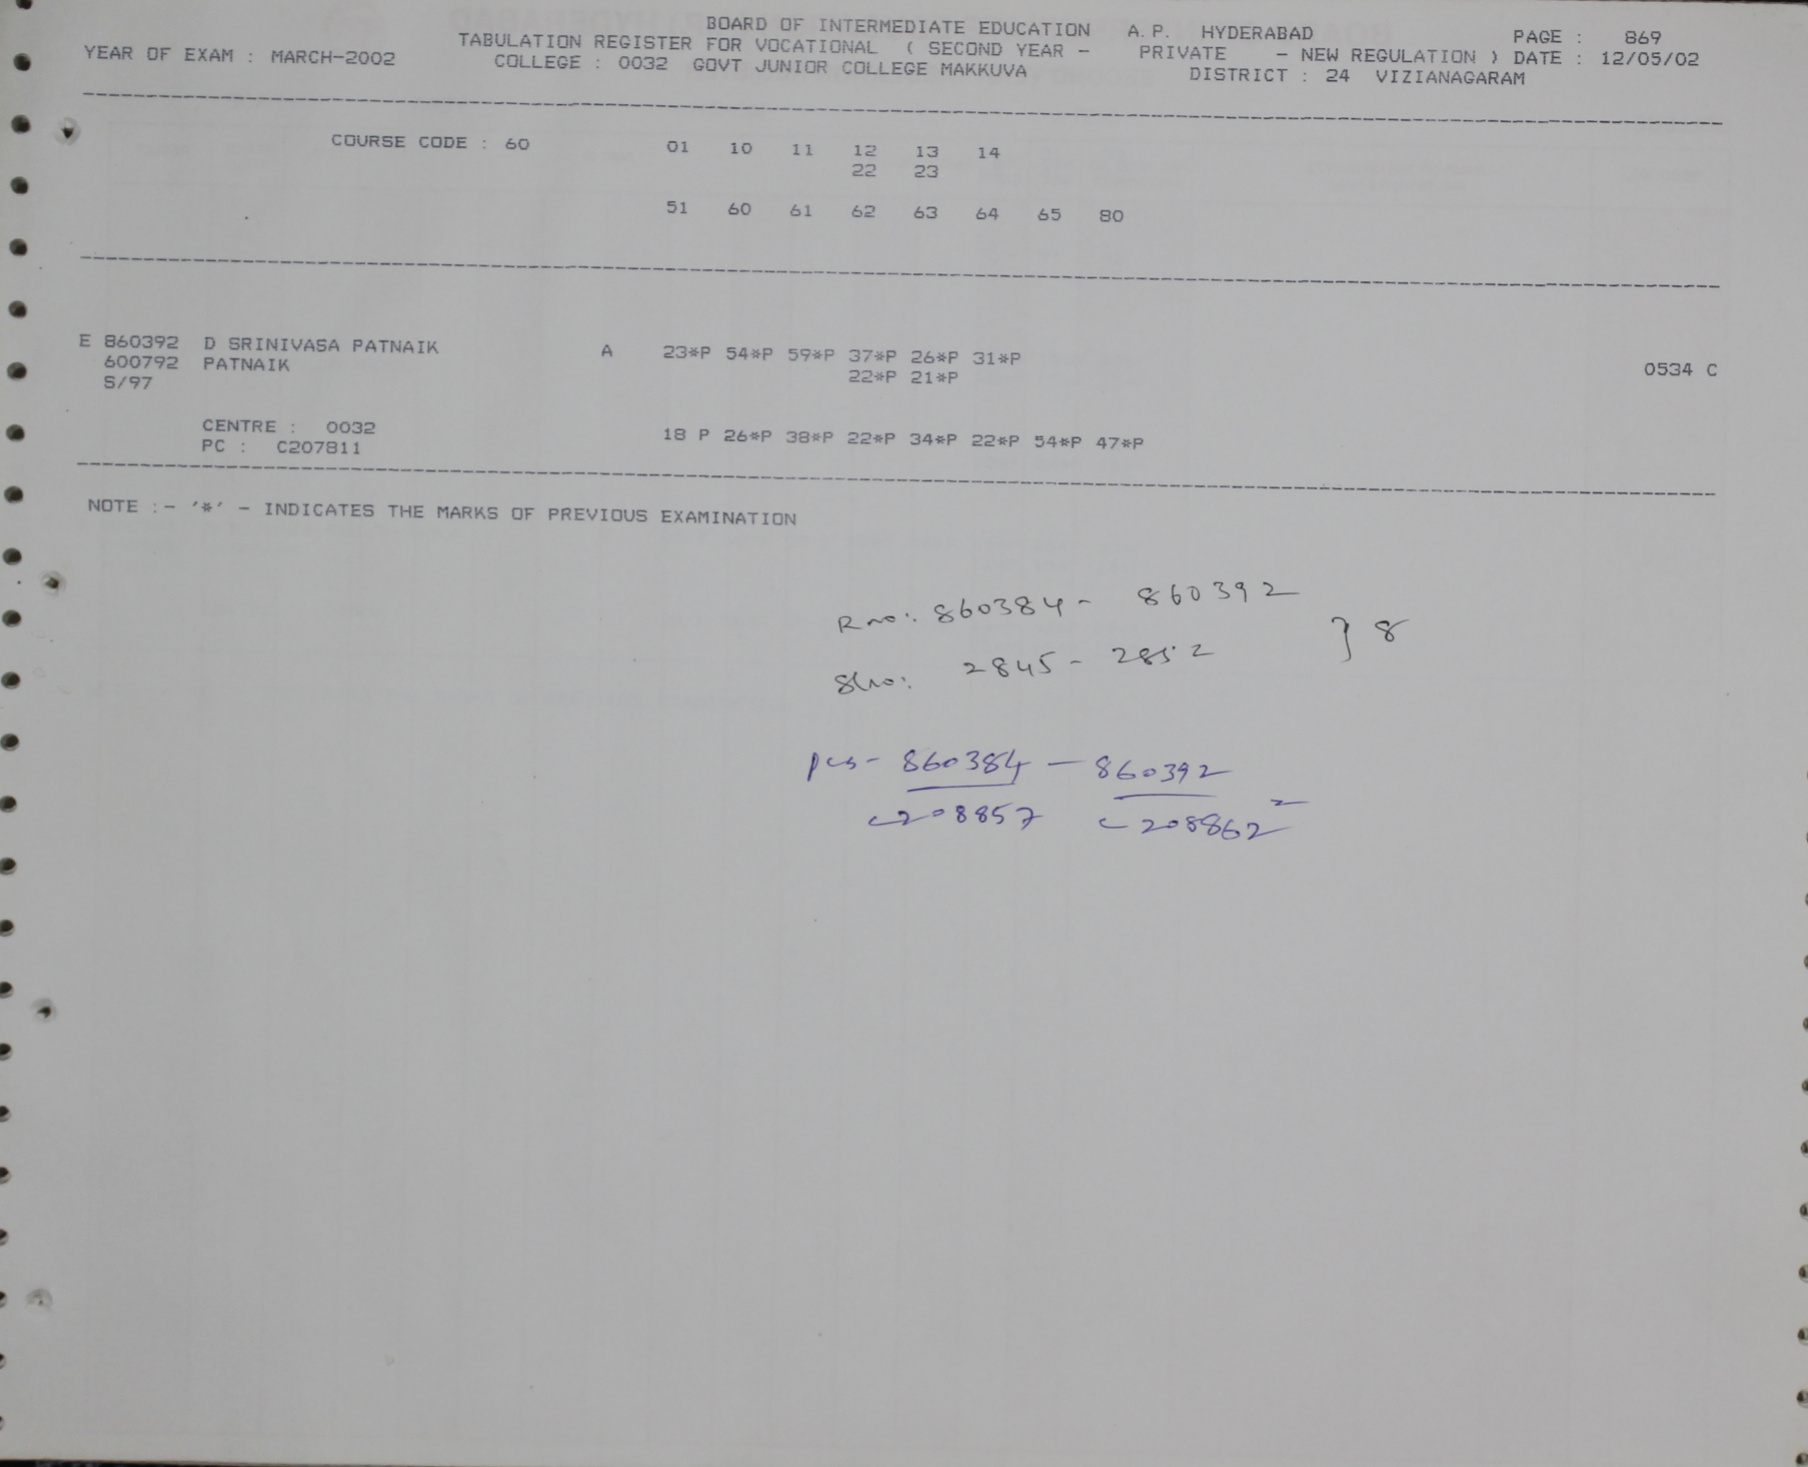 BOARD OF INTERMEDIATE EDUCATION A.P. HYDERABAD PAGE : 869
YEAR OF EXAM : MARCH-2002 TABULATION REGISTER FOR VOCATIONAL ( SECOND YEAR - PRIVATE - NEW REGULATION ) DATE : 12/05/02
COLLEGE : 0032 GOVT JUNIOR COLLEGE MAKKUVA DISTRICT : 24 VIZIANAGARAM
COURSE CODE : 60 01 10 11 12 13 14
22 23
51 60 61 62 63 64 65 80
E 860392 D SRINIVASA PATNAIK A 23*P 54*P 59*P 37*P 26*P 31*P
600792 PATNAIK 22*P 21*P 0534 C
S/97
CENTRE : 0032 18 P 26*P 38*P 22*P 34*P 22*P 54*P 47*P
PC : C207811
NOTE :- '*' - INDICATES THE MARKS OF PREVIOUS EXAMINATION
Rno: 860384 - 860392
Slno: 2845 - 2852 } 8
pcs - 860384 — 860392
C208857 C208862